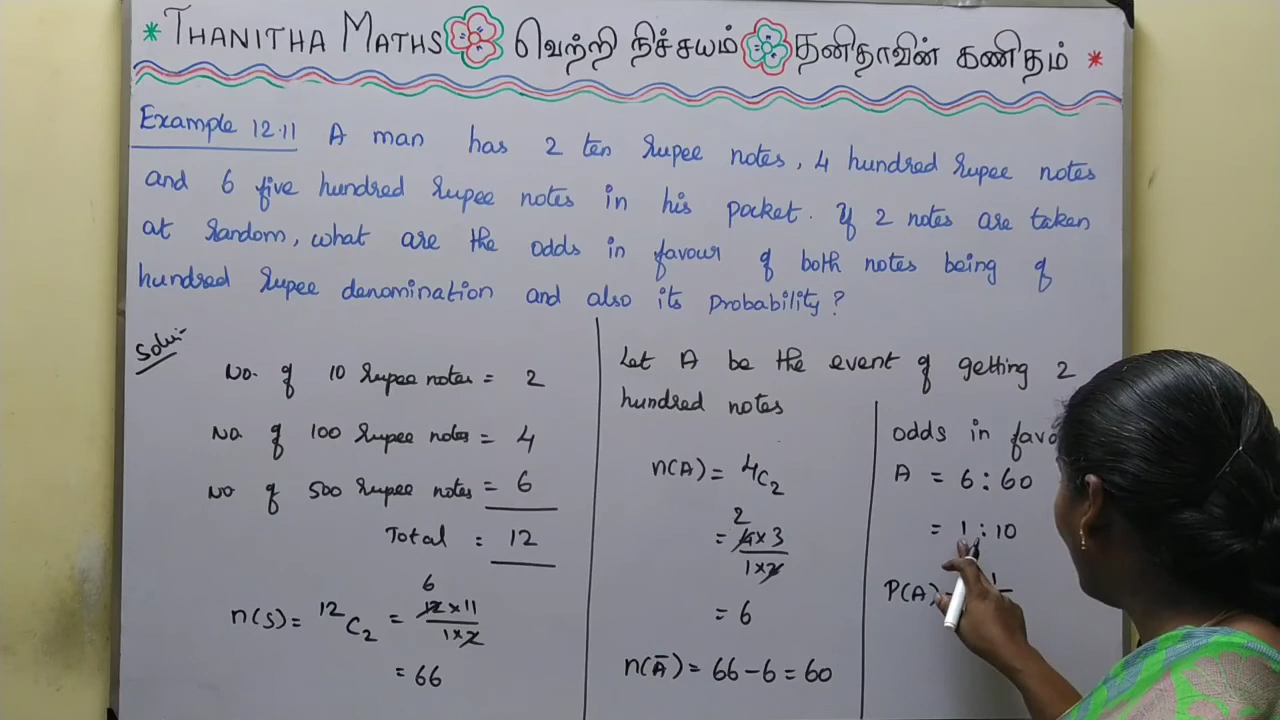 * THANITHA MATHS வெற்றி நிச்சயம் தனிதாவின் கணிதம் *
Example 12.11 A man has 2 ten rupee notes, 4 hundred rupee notes
and 6 five hundred rupee notes in his pocket. If 2 notes are taken
at random, what are the odds in favour of both notes being of
hundred rupee denomination and also its probability?
Solu:-
No. of 10 rupee notes = 2
No. of 100 rupee notes = 4
No of 500 rupee notes = 6
Total = 12
n(S) = 12C₂ = 12 × 11 / 1 × 2
6
= 66
Let A be the event of getting 2
hundred notes
n(A) = 4C₂
2
= 4 × 3 / 1 × 2
= 6
n(Ā) = 66 – 6 = 60
odds in
A = 6 : 60
= 1 : 10
P(A)